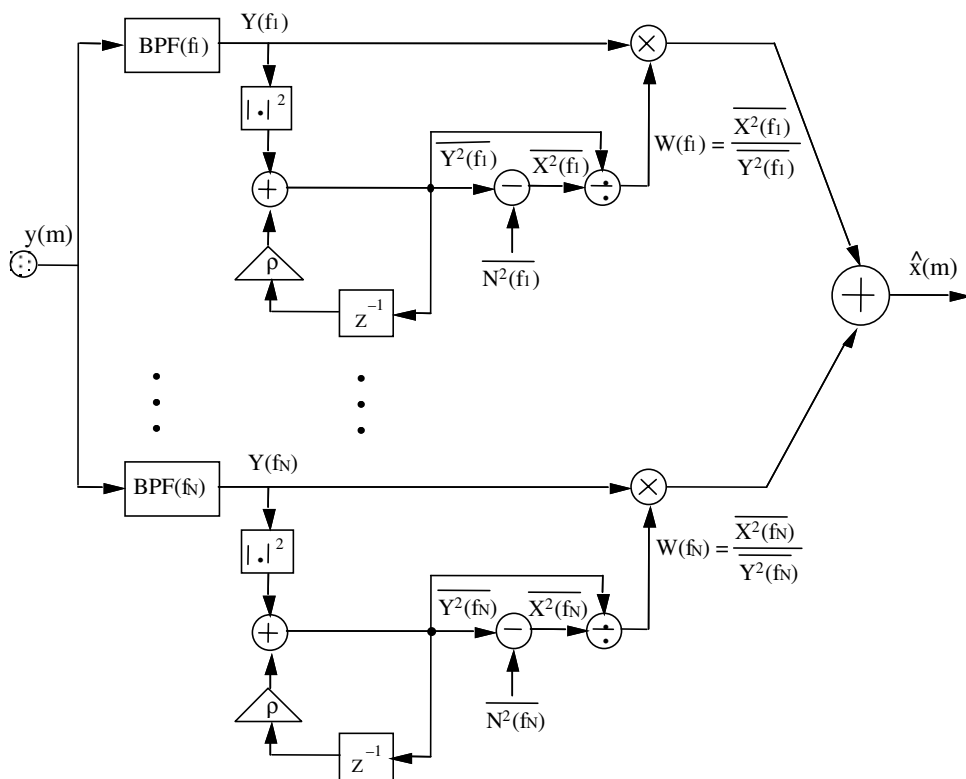 Y(f₁)
BPF(f₁)
|•|²
W(f₁) = X²(f₁) / Y²(f₁)
Y²(f₁)
X²(f₁)
+
−
÷
×
y(m)
ρ
N²(f₁)
Z⁻¹
x̂(m)
+
Y(fN)
BPF(fN)
×
|•|²
W(fN) = X²(fN) / Y²(fN)
Y²(fN)
X²(fN)
+
−
÷
ρ
N²(fN)
Z⁻¹